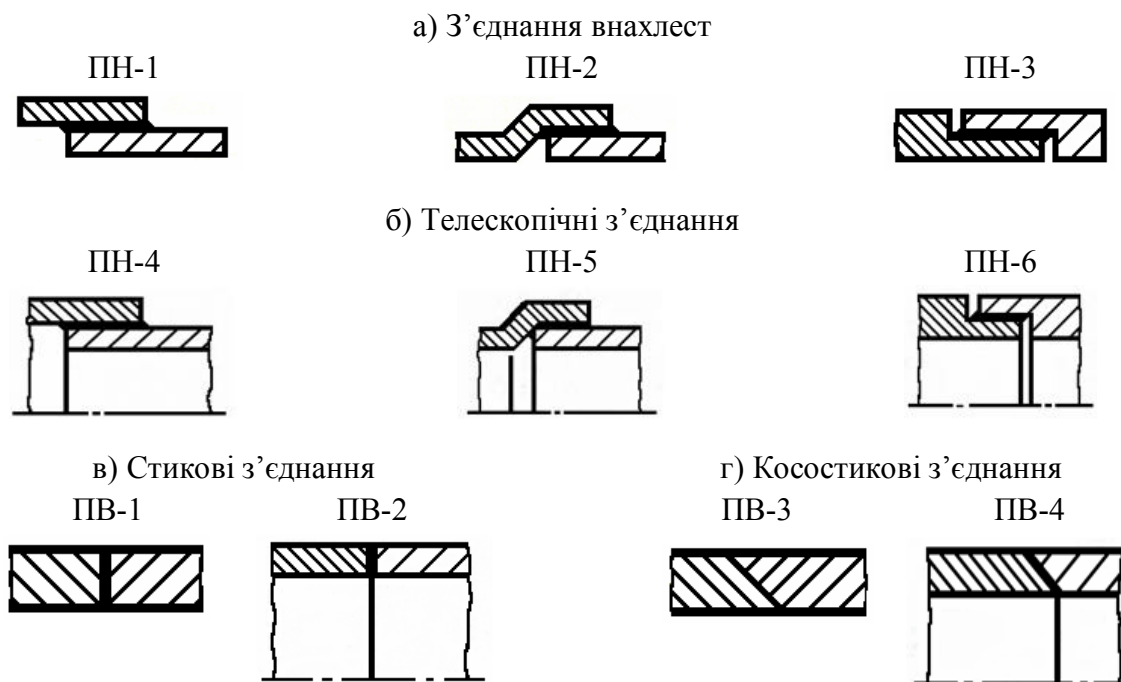 а) З’єднання внахлест
ПН-1 ПН-2 ПН-3
б) Телескопічні з’єднання
ПН-4 ПН-5 ПН-6
в) Стикові з’єднання г) Косостикові з’єднання
ПВ-1 ПВ-2 ПВ-3 ПВ-4